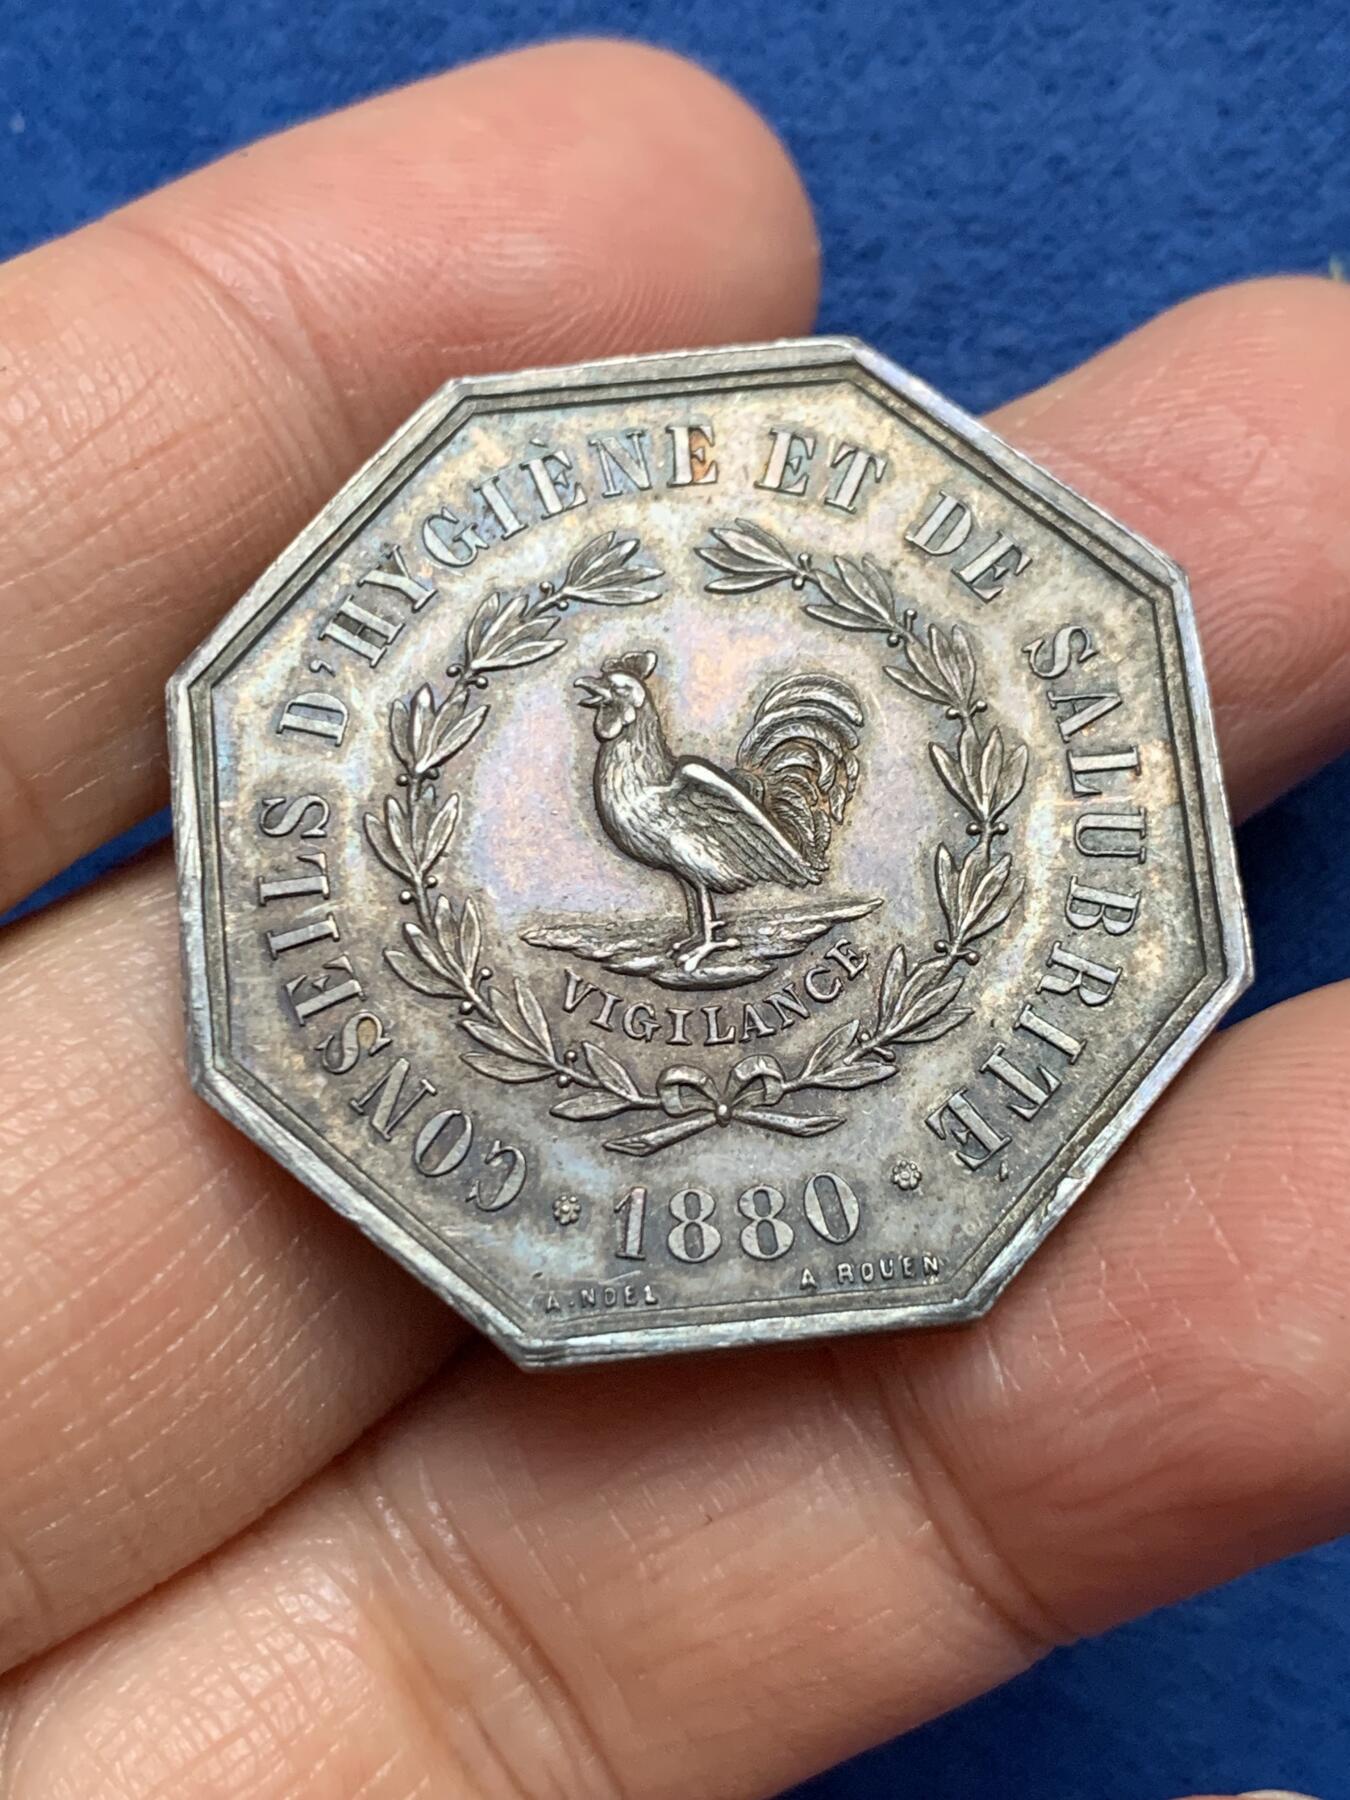 CONSEILS D'HYGIÈNE ET DE SALUBRITÉ
VIGILANCE
1880
A. NOEL A ROUEN